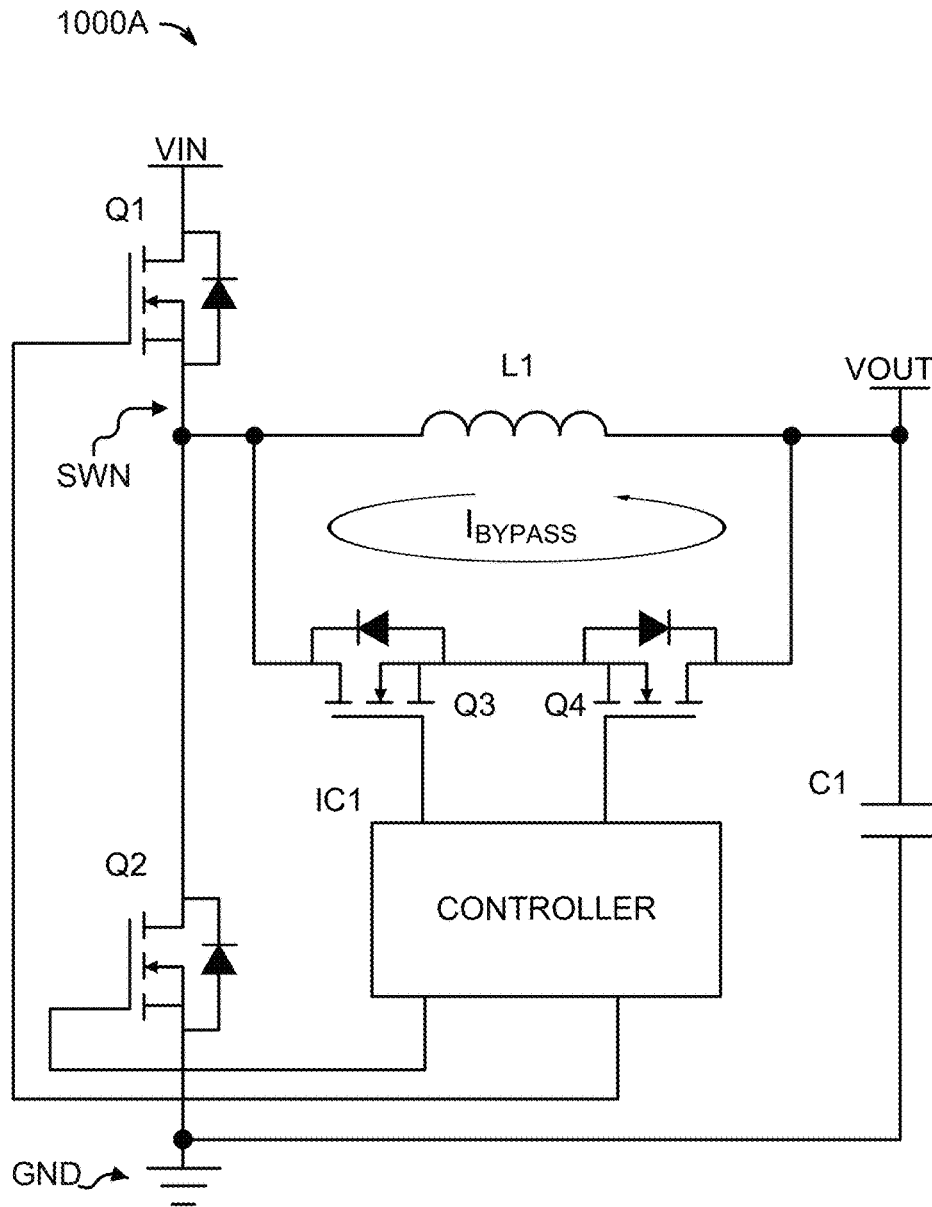 1000A
VIN
Q1
L1
VOUT
SWN
IBYPASS
Q3
Q4
IC1
C1
Q2
CONTROLLER
GND